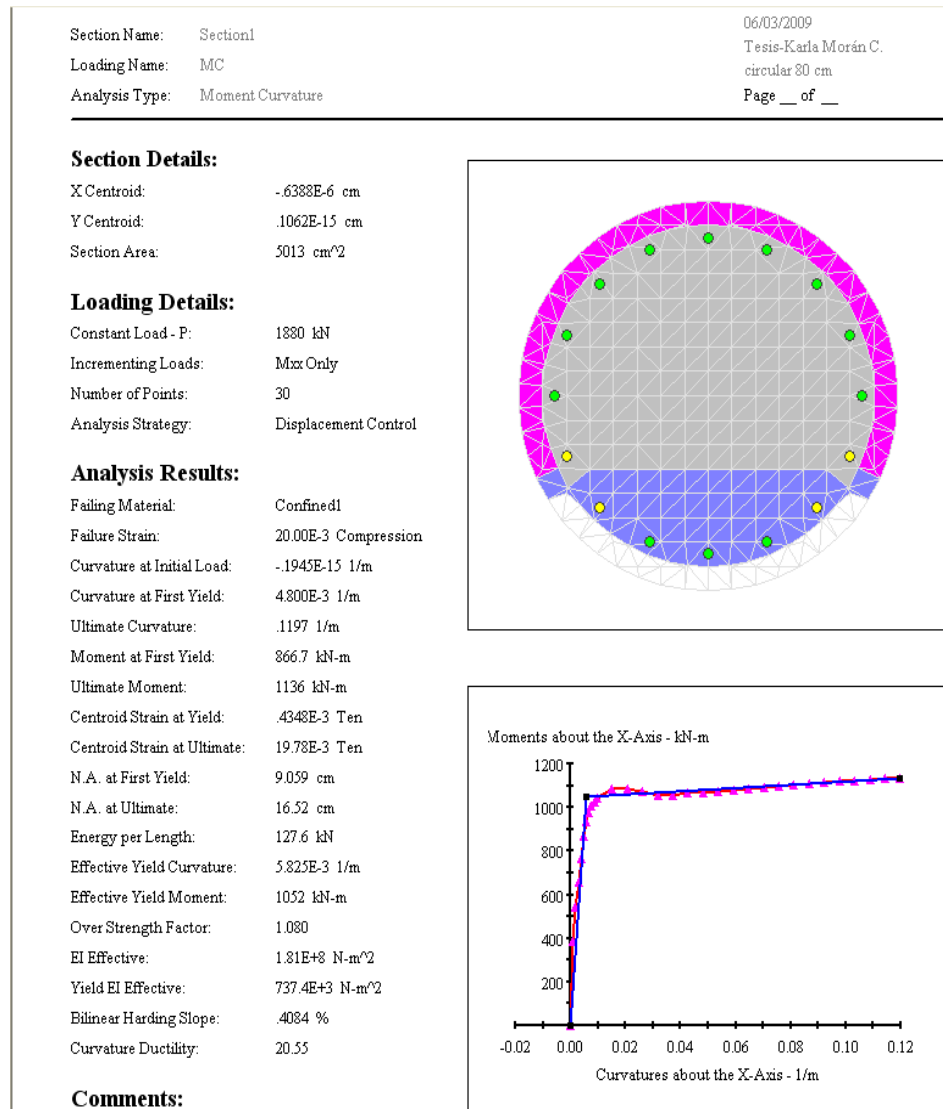 Section Name: Section1
Loading Name: MC
Analysis Type: Moment Curvature
06/03/2009
Tesis-Karla Morán C.
circular 80 cm
Page __ of __
Section Details:
X Centroid: -.6388E-6 cm
Y Centroid: .1062E-15 cm
Section Area: 5013 cm^2
Loading Details:
Constant Load - P: 1880 kN
Incrementing Loads: Mxx Only
Number of Points: 30
Analysis Strategy: Displacement Control
Analysis Results:
Failing Material: Confined1
Failure Strain: 20.00E-3 Compression
Curvature at Initial Load: -.1945E-15 1/m
Curvature at First Yield: 4.800E-3 1/m
Ultimate Curvature: .1197 1/m
Moment at First Yield: 866.7 kN-m
Ultimate Moment: 1136 kN-m
Centroid Strain at Yield: .4348E-3 Ten
Centroid Strain at Ultimate: 19.78E-3 Ten
N.A. at First Yield: 9.059 cm
N.A. at Ultimate: 16.52 cm
Energy per Length: 127.6 kN
Effective Yield Curvature: 5.825E-3 1/m
Effective Yield Moment: 1052 kN-m
Over Strength Factor: 1.080
EI Effective: 1.81E+8 N-m^2
Yield EI Effective: 737.4E+3 N-m^2
Bilinear Harding Slope: .4084 %
Curvature Ductility: 20.55
Comments:
Moments about the X-Axis - kN-m
1200
1000
800
600
400
200
-0.02 0.00 0.02 0.04 0.06 0.08 0.10 0.12
Curvatures about the X-Axis - 1/m